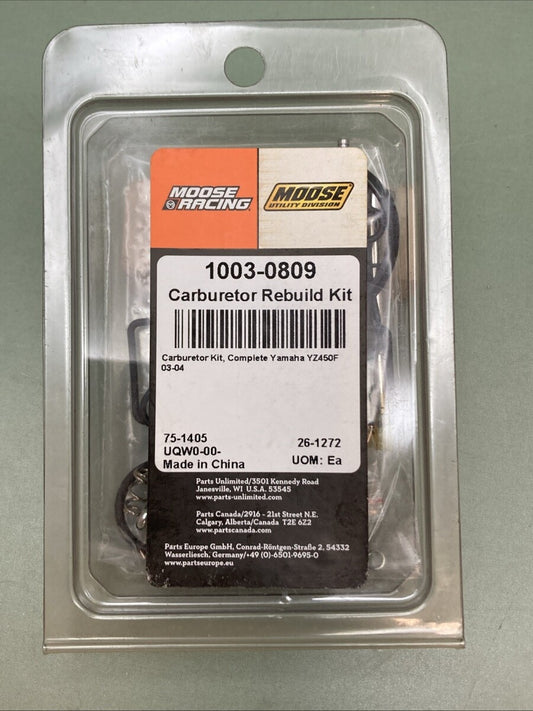 MOOSE RACING
MOOSE UTILITY DIVISION
1003-0809
Carburetor Rebuild Kit
Carburetor Kit, Complete Yamaha YZ450F
03-04
75-1405
UQW0-00-
Made in China
26-1272
UOM: Ea
Parts Unlimited/3501 Kennedy Road
Janesville, WI U.S.A. 53545
www.parts-unlimited.com
Parts Canada/2916 - 21st Street N.E.
Calgary, Alberta/Canada T2E 6Z2
www.partscanada.com
Parts Europe GmbH, Conrad-Röntgen-Straße 2, 54332
Wasserliesch, Germany/+49 (0)-6501-9695-0
www.partseurope.eu